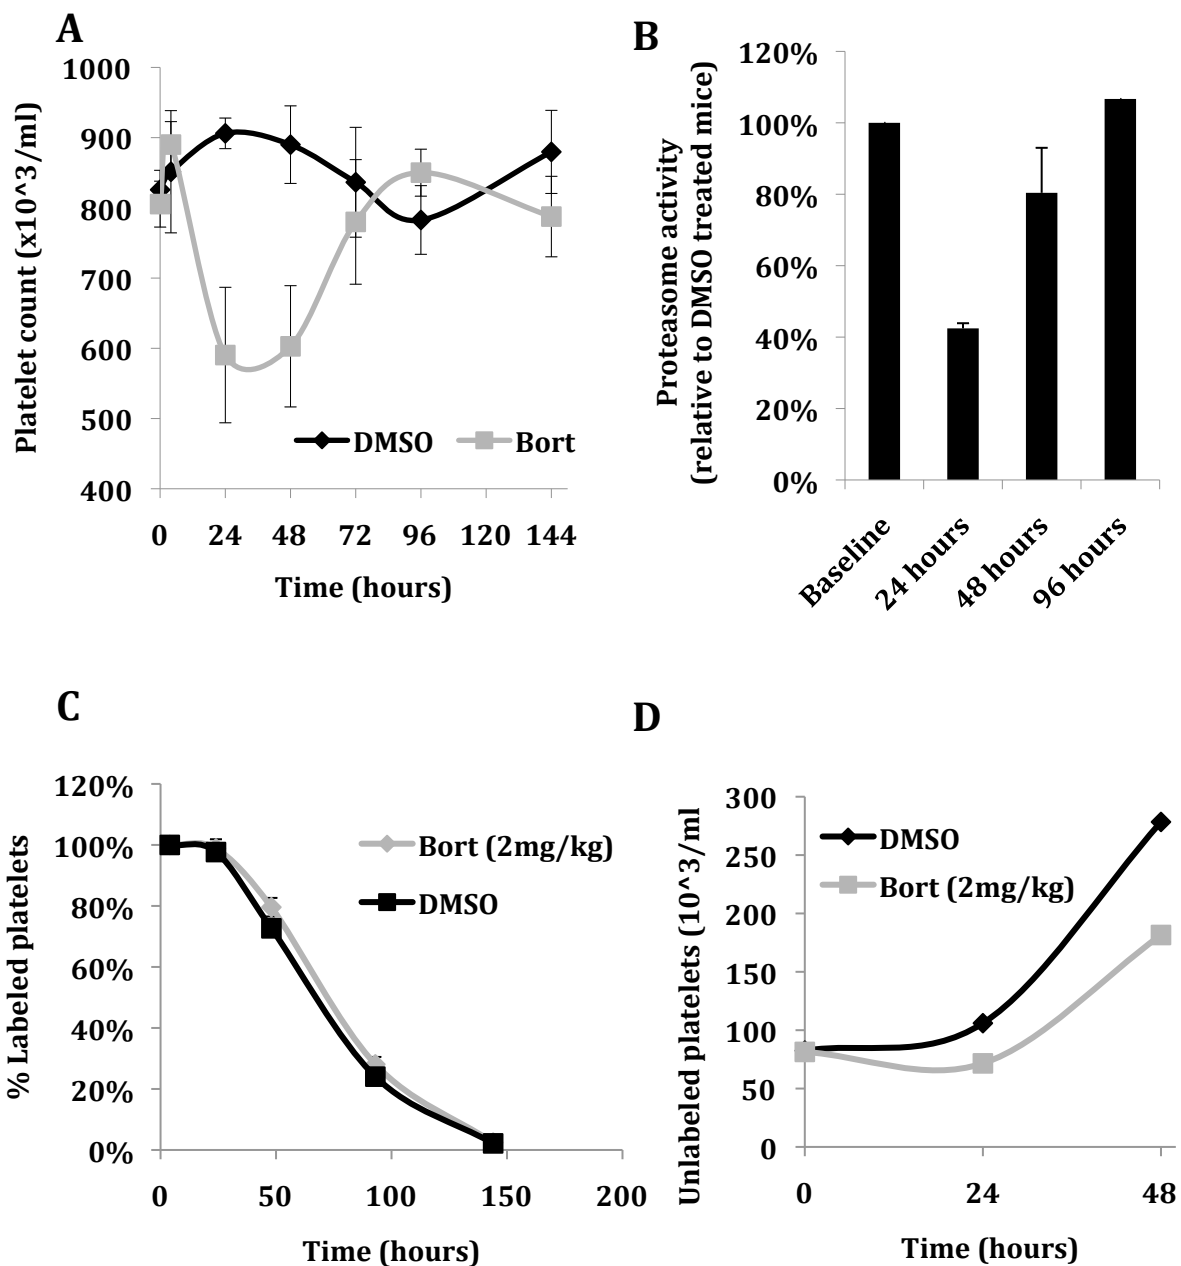 A
Platelet count (x10^3/ml)
1000
900
800
700
600
500
400
DMSO
Bort
0 24 48 72 96 120 144
Time (hours)
B
Proteasome activity
(relative to DMSO treated mice)
120%
100%
80%
60%
40%
20%
0%
Baseline
24 hours
48 hours
96 hours
C
% Labeled platelets
120%
100%
80%
60%
40%
20%
0%
Bort (2mg/kg)
DMSO
0 50 100 150 200
Time (hours)
D
Unlabeled platelets (10^3/ml
300
250
200
150
100
50
0
DMSO
Bort (2mg/kg)
0 24 48
Time (hours)